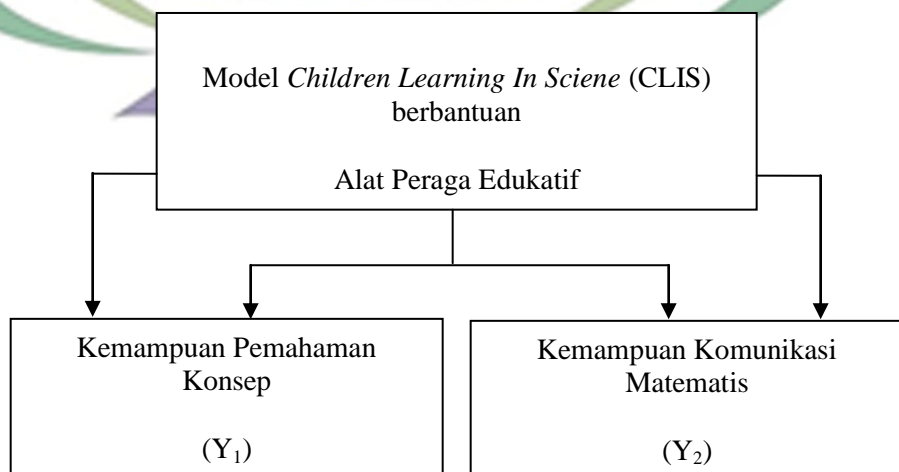 Model Children Learning In Sciene (CLIS)
berbantuan
Alat Peraga Edukatif
Kemampuan Pemahaman
Konsep
(Y₁)
Kemampuan Komunikasi
Matematis
(Y₂)